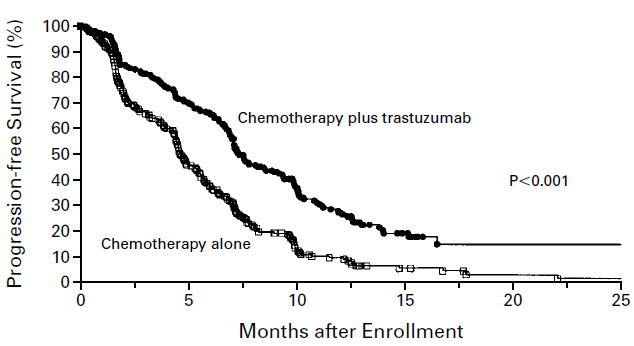 Progression-free Survival (%)
100
90
80
70
60
50
40
30
20
10
0
Chemotherapy plus trastuzumab
P<0.001
Chemotherapy alone
0 5 10 15 20 25
Months after Enrollment